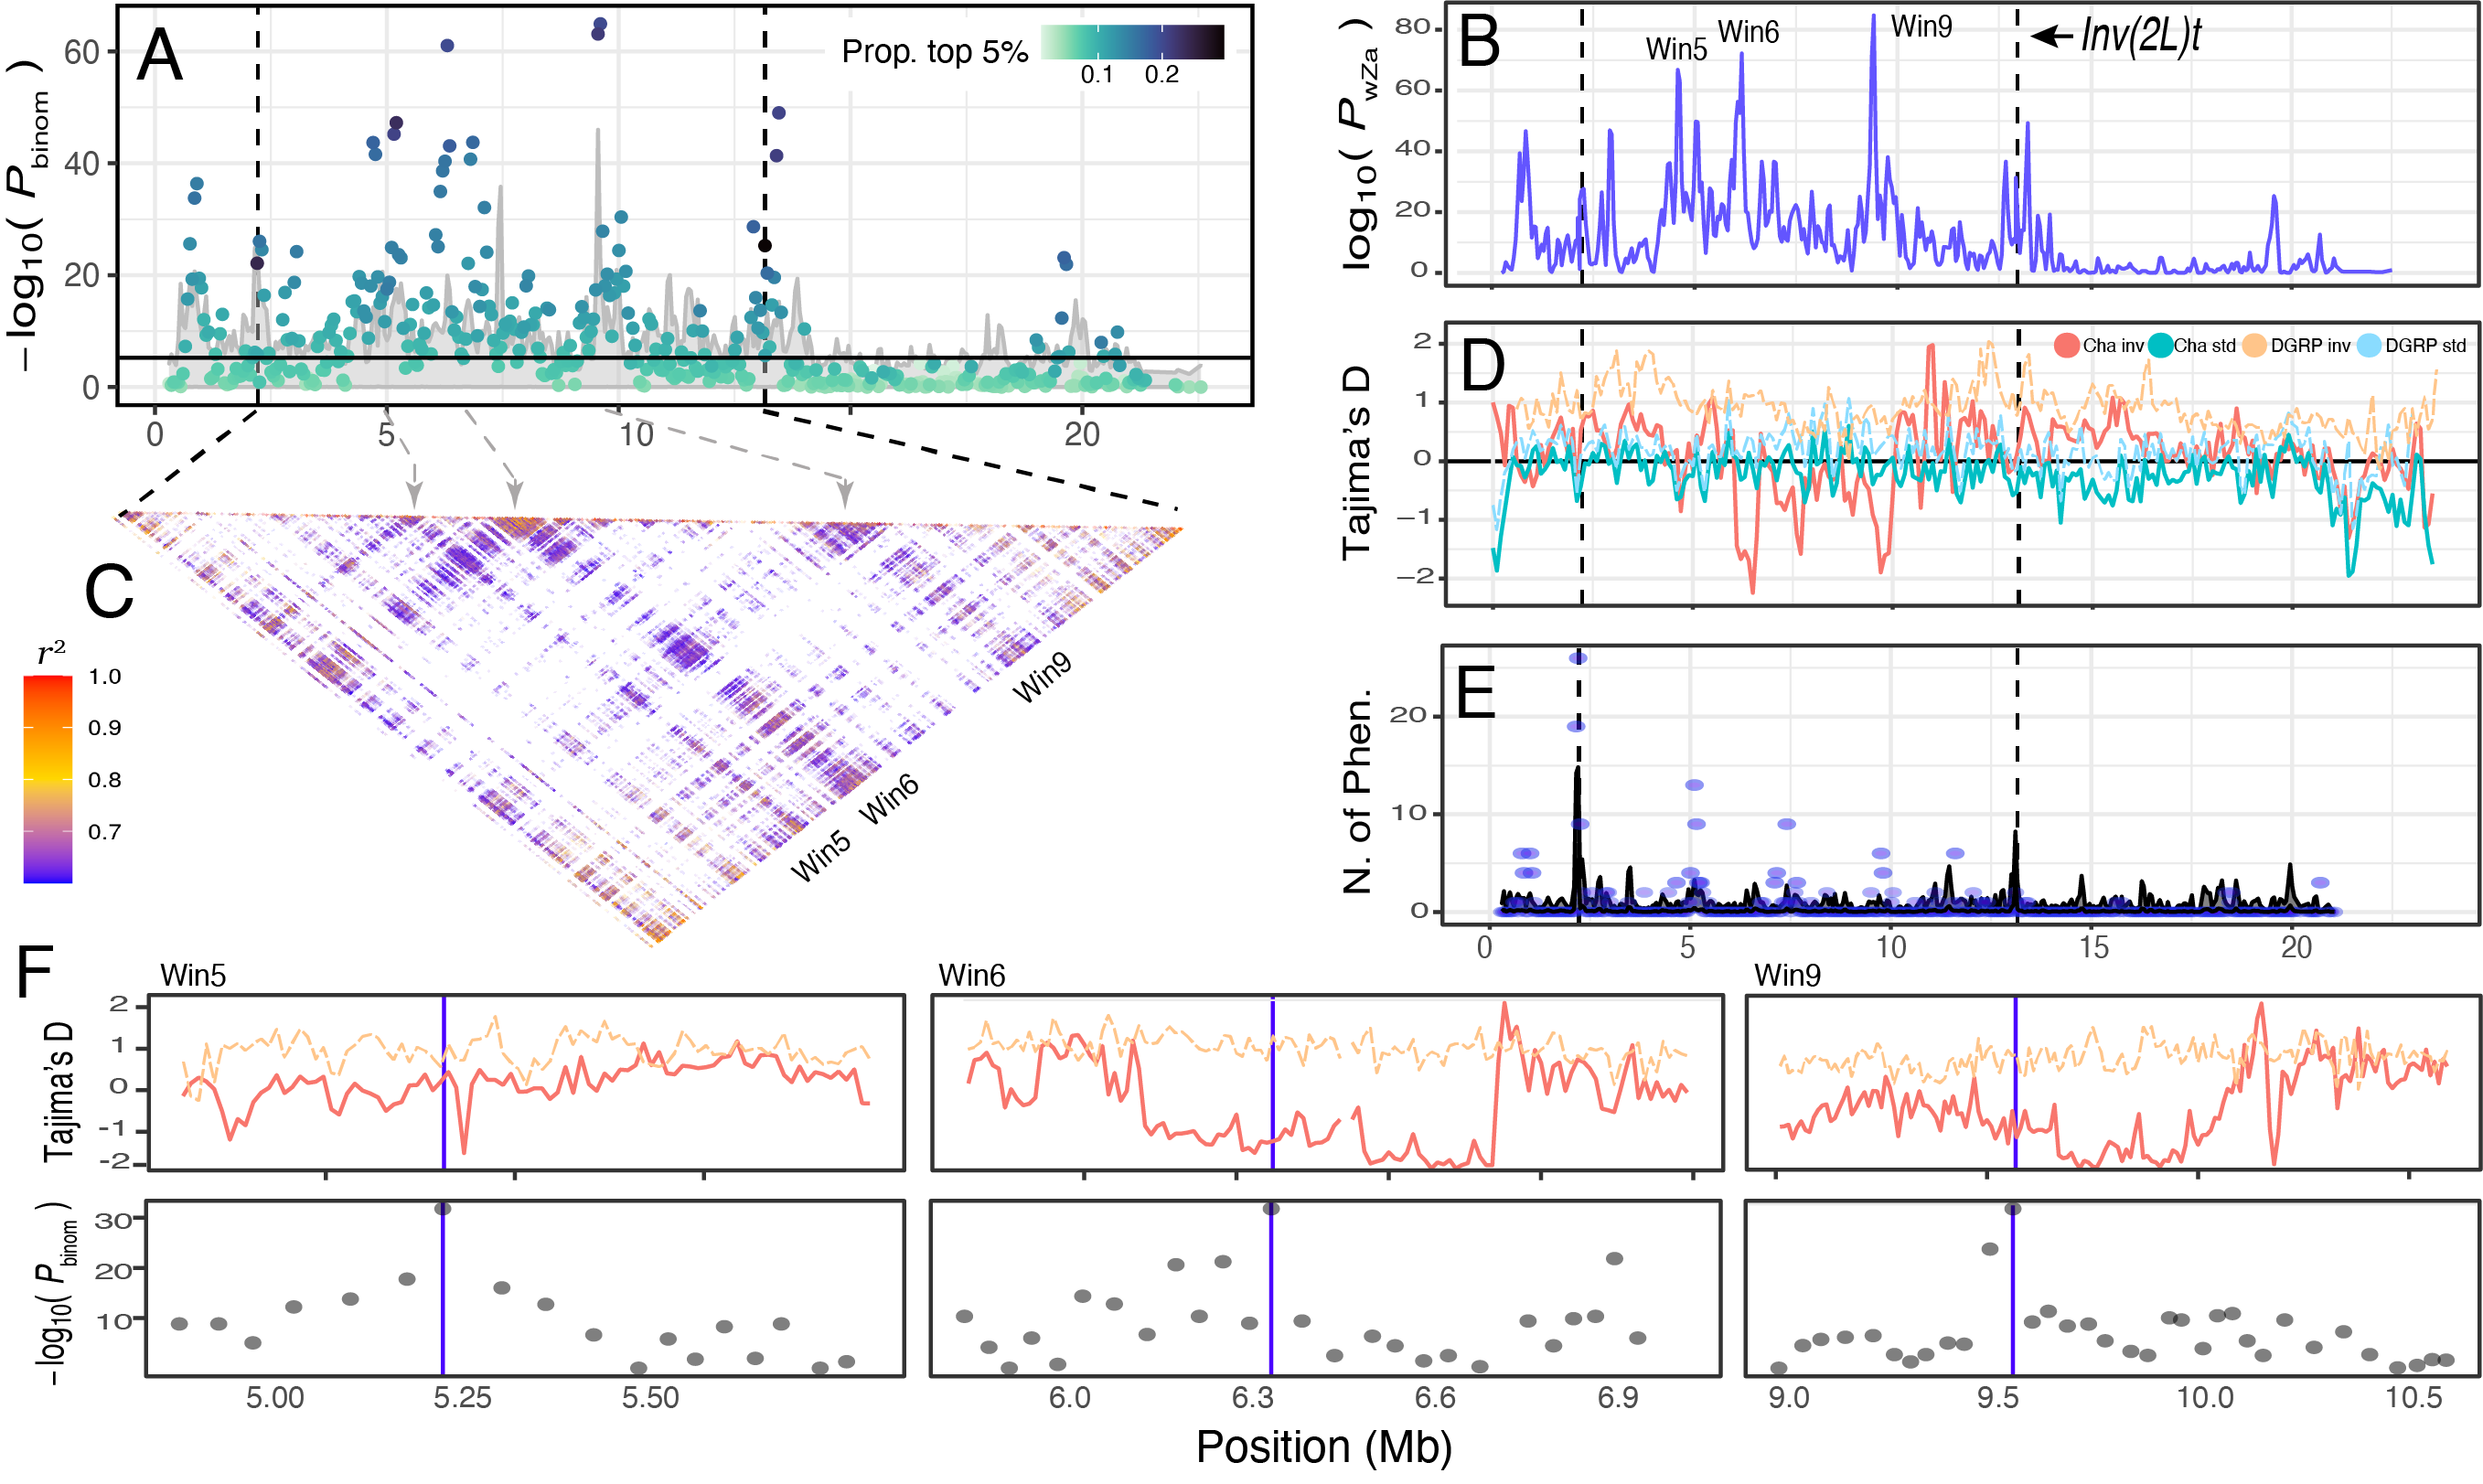 A
Prop. top 5%
0.1 0.2
−log10( P binom )
60
40
20
0
0 5 10 20
B
Win5 Win6 Win9
Inv(2L)t
log10( P wZa )
80
60
40
20
0
D
Cha inv Cha std DGRP inv DGRP std
Tajima's D
2
1
0
−1
−2
C
r²
1.0
0.9
0.8
0.7
Win9
Win6
Win5
E
N. of Phen.
20
10
0
0 5 10 15 20
F
Win5 Win6 Win9
Tajima's D
2
1
0
-1
-2
−log10( P binom )
30
20
10
5.00 5.25 5.50
6.0 6.3 6.6 6.9
9.0 9.5 10.0 10.5
Position (Mb)